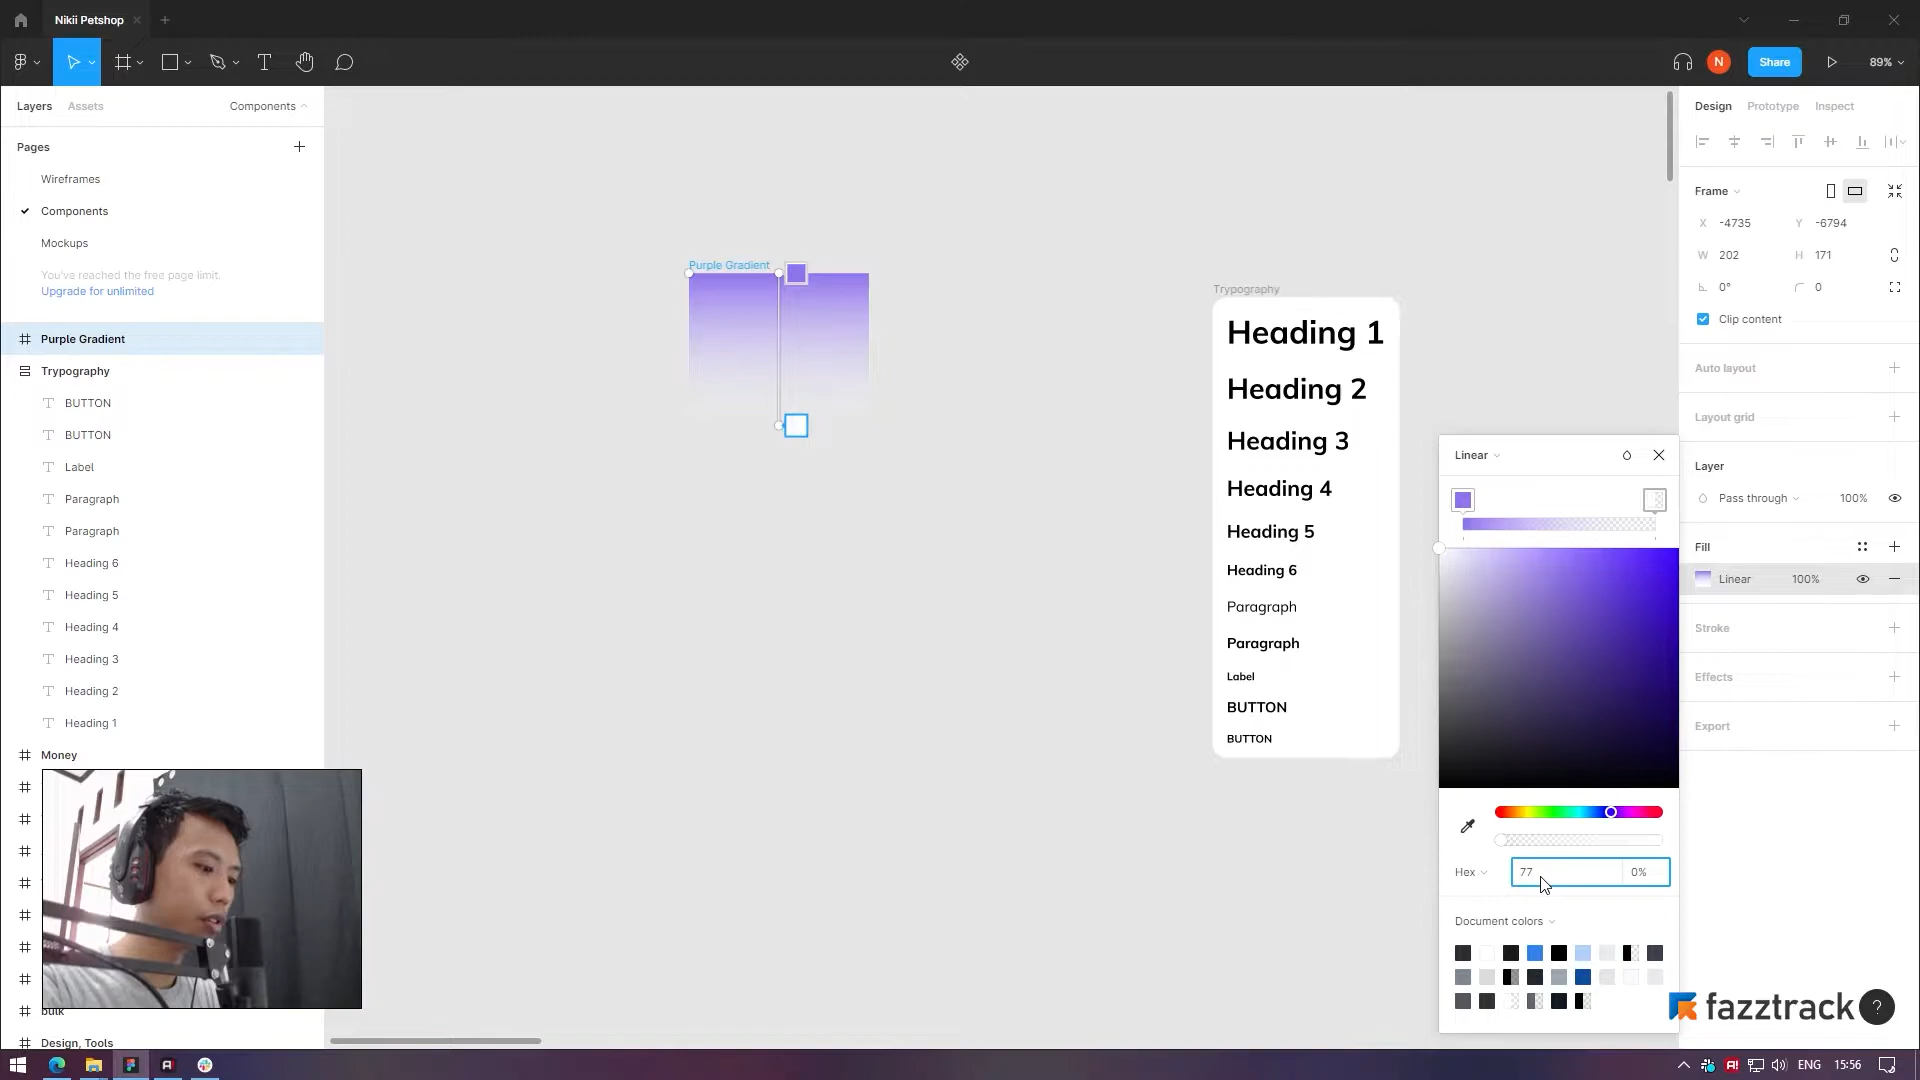 Nikii Petshop
Share
N
89%
Layers
Assets
Components
Pages
Wireframes
Components
Mockups
You've reached the free page limit.
Upgrade for unlimited
Purple Gradient
Trypography
BUTTON
BUTTON
Label
Paragraph
Paragraph
Heading 6
Heading 5
Heading 4
Heading 3
Heading 2
Heading 1
Money
bulk
Design, Tools
Purple Gradient
Trypography
Heading 1
Heading 2
Heading 3
Heading 4
Heading 5
Heading 6
Paragraph
Paragraph
Label
BUTTON
BUTTON
Linear
Hex
77
0%
Document colors
Design
Prototype
Inspect
Frame
X -4735
Y -6794
W 202
H 171
0°
0
Clip content
Auto layout
Layout grid
Layer
Pass through
100%
Fill
Linear
100%
Stroke
Effects
Export
fazztrack
?
ENG
15:56